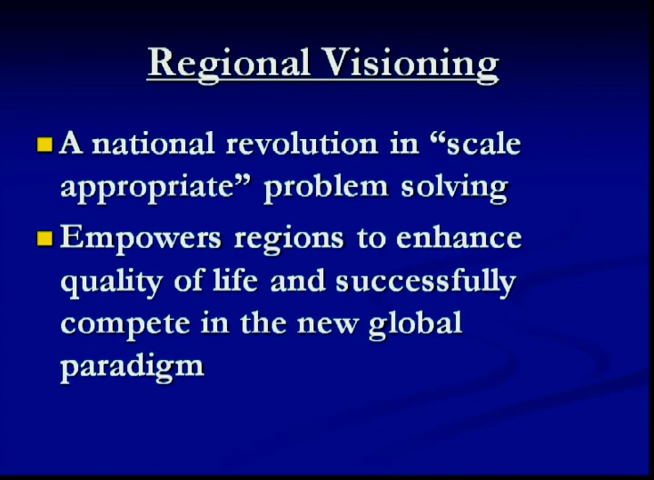 Regional Visioning
A national revolution in “scale
appropriate” problem solving
Empowers regions to enhance
quality of life and successfully
compete in the new global
paradigm